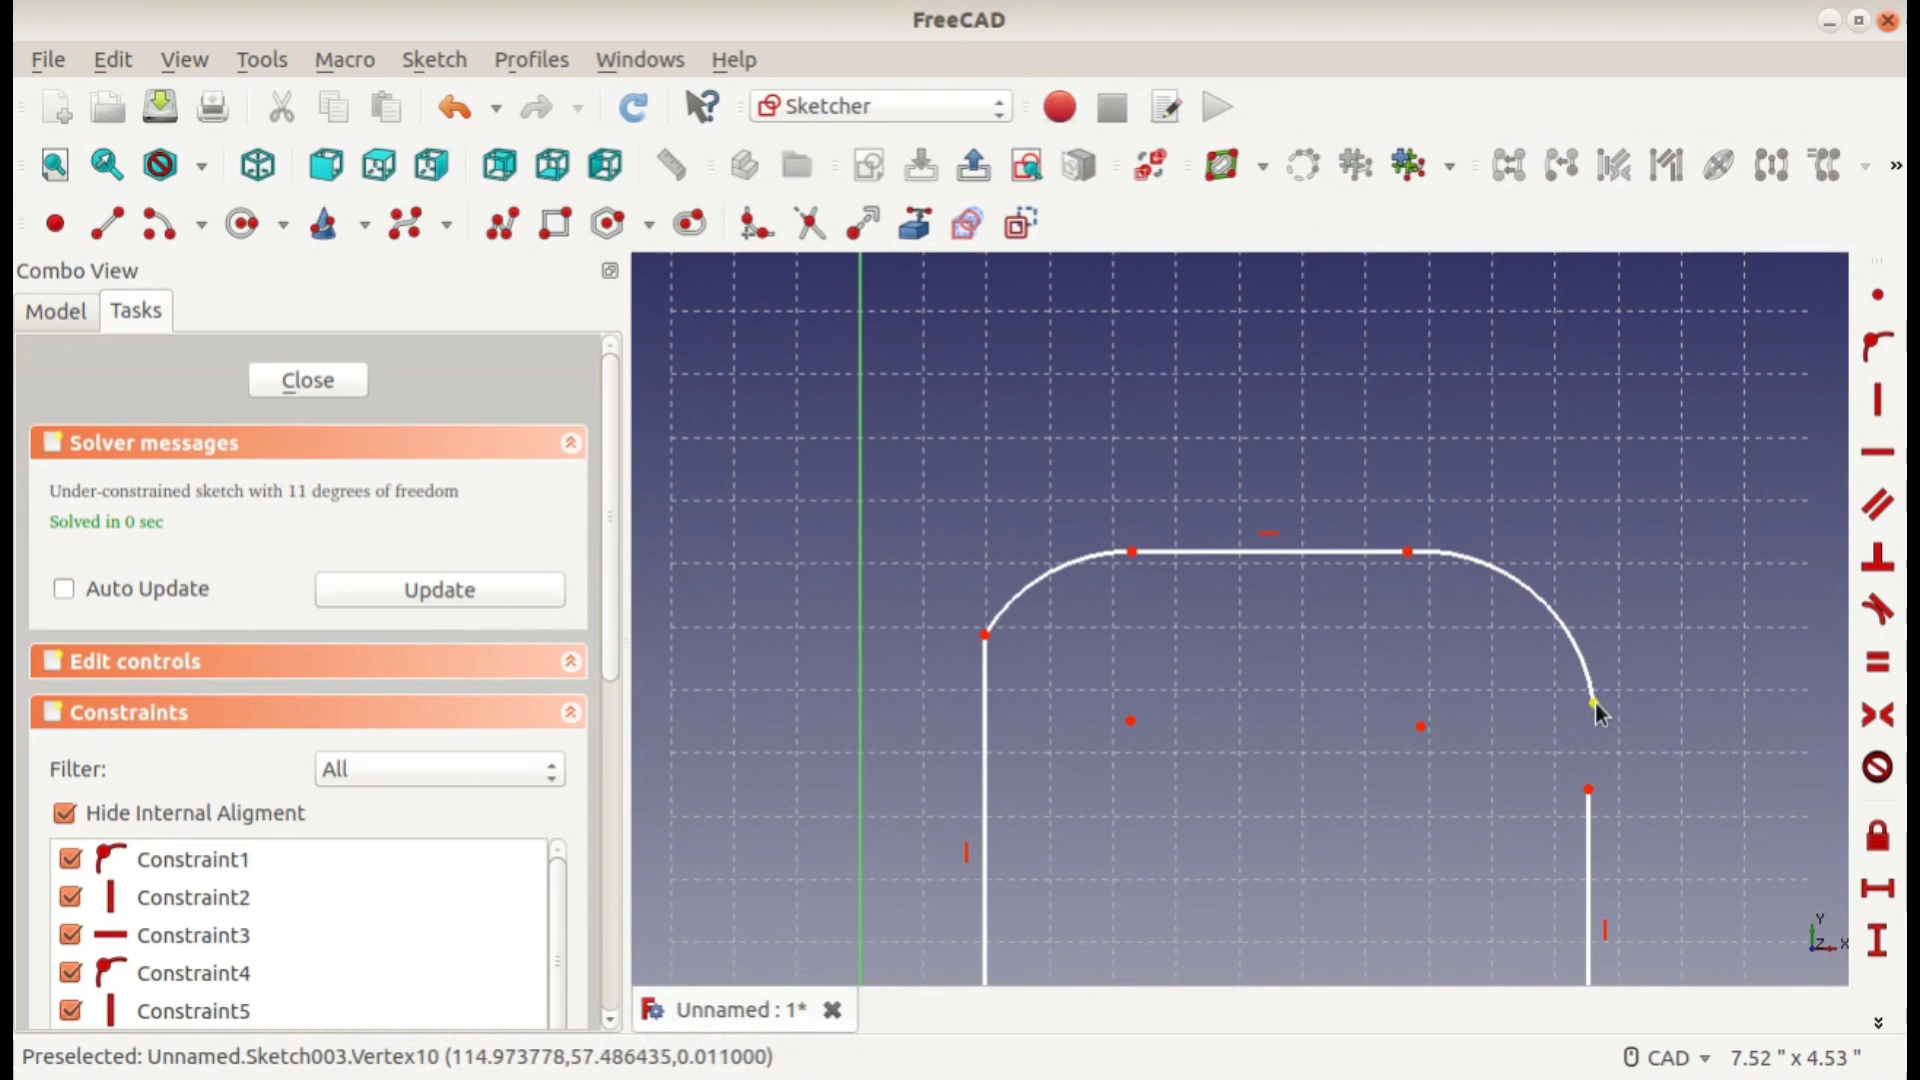 FreeCAD
File Edit View Tools Macro Sketch Profiles Windows Help
Sketcher
»
Combo View
Model Tasks
Close
Solver messages
Under-constrained sketch with 11 degrees of freedom
Solved in 0 sec
Auto Update Update
Edit controls
Constraints
Filter: All
Hide Internal Aligment
Constraint1
Constraint2
Constraint3
Constraint4
Constraint5
Y
Z X
Unnamed : 1*
Preselected: Unnamed.Sketch003.Vertex10 (114.973778,57.486435,0.011000)
CAD 7.52 " x 4.53 "